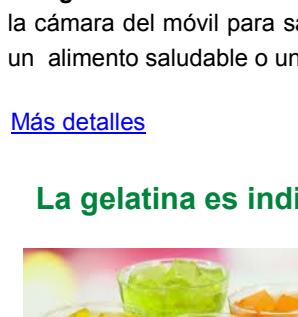 la cámara del móvil para
un alimento saludable o
Más detalles
La gelatina es